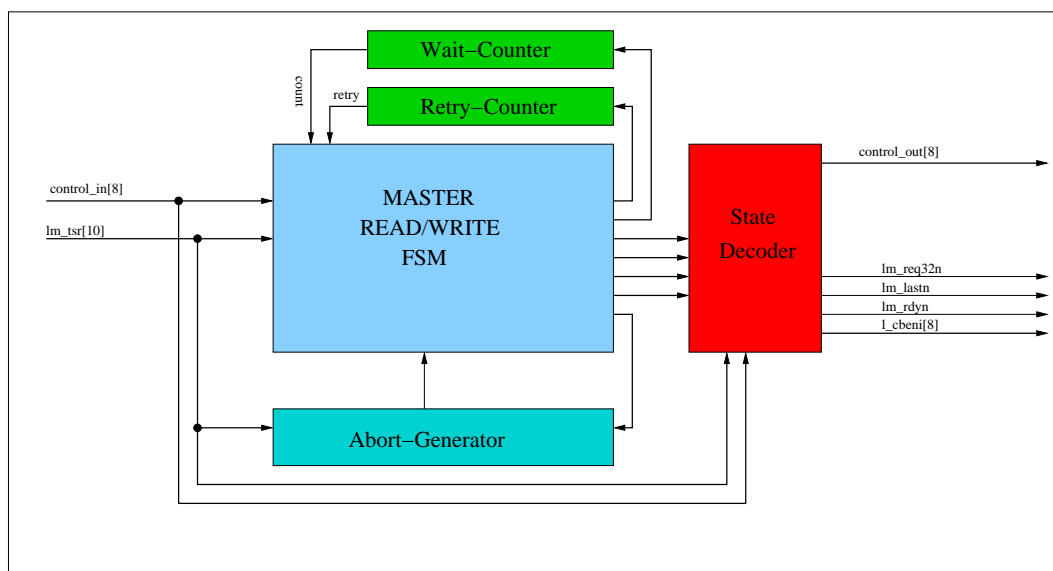 Wait−Counter
count
retry
Retry−Counter
control_in[8]
lm_tsr[10]
MASTER
READ/WRITE
FSM
State
Decoder
control_out[8]
lm_req32n
lm_lastn
lm_rdyn
l_cbeni[8]
Abort−Generator